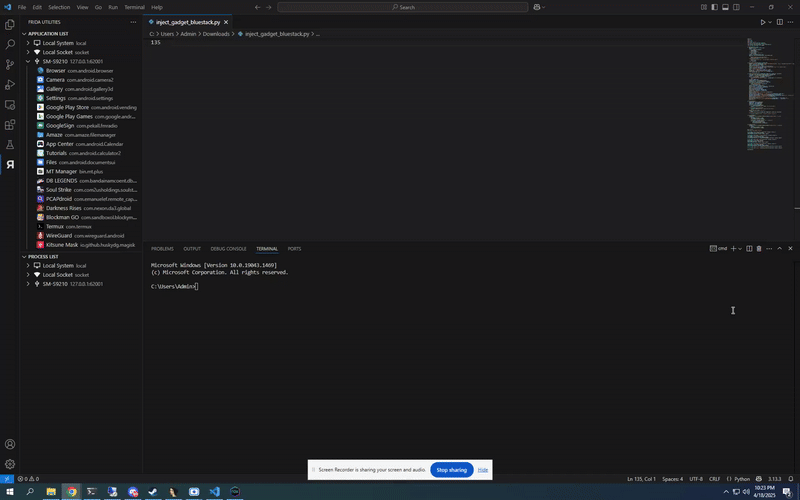 File Edit Selection View Go Run Terminal Help
Search
FRIDA UTILITIES
inject_gadget_bluestack.py
C: > Users > Admin > Downloads > inject_gadget_bluestack.py > ...
135
APPLICATION LIST
Local System local
Local Socket socket
SM-S9210 127.0.0.1:62001
Browser com.android.browser
Camera com.android.camera2
Gallery com.android.gallery3d
Settings com.android.settings
Google Play Store com.android.vending
Google Play Games com.google.andr...
GoogleSign com.pekall.fmradio
Amaze com.amaze.filemanager
App Center com.android.Calendar
Tutorials com.android.calculator2
Files com.android.documentsui
MT Manager bin.mt.plus
DB LEGENDS com.bandainamcoent.db...
Soul Strike com.com2usholdings.soulst...
PCAPdroid com.emanuelef.remote_cap...
Darkness Rises com.nexon.da3.global
Blockman GO com.sandboxol.blockym...
Termux com.termux
WireGuard com.wireguard.android
Kitsune Mask io.github.huskydg.magisk
PROCESS LIST
Local System local
Local Socket socket
SM-S9210 127.0.0.1:62001
PROBLEMS OUTPUT DEBUG CONSOLE TERMINAL PORTS
cmd
Microsoft Windows [Version 10.0.19043.1469]
(c) Microsoft Corporation. All rights reserved.
C:\Users\Admin>
Screen Recorder is sharing your screen and audio. Stop sharing Hide
0 0
Ln 135, Col 1 Spaces: 4 UTF-8 CRLF Python 3.13.3
10:23 PM
4/18/2025